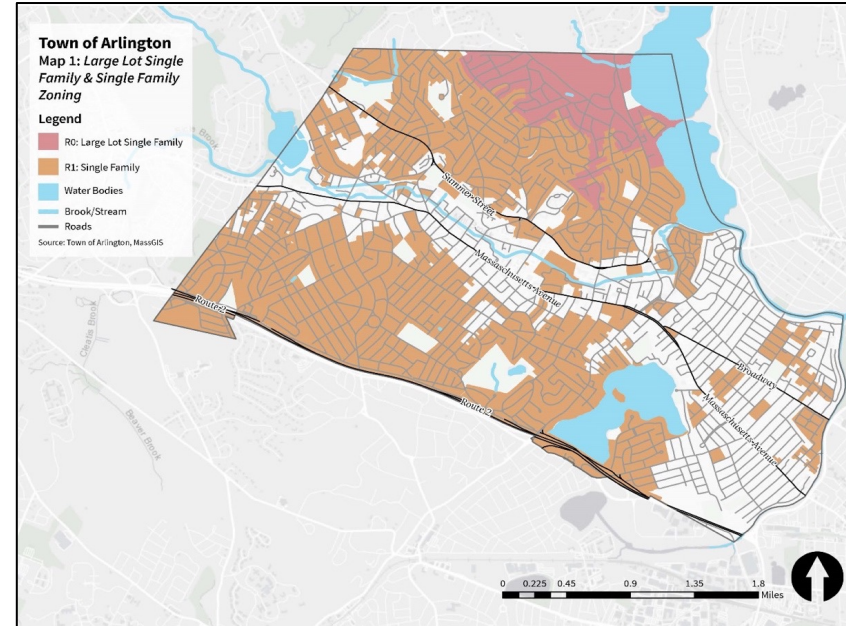 Town of Arlington
Map 1: Large Lot Single
Family & Single Family
Zoning
Legend
R0: Large Lot Single Family
R1: Single Family
Water Bodies
Brook/Stream
Roads
Source: Town of Arlington, MassGIS
Brook
Summer Street
Massachusetts Avenue
Route 2
Cleatis Brook
Beaver Brook
Route 2
Broadway
Massachusetts Avenue
0 0.225 0.45 0.9 1.35 1.8
Miles